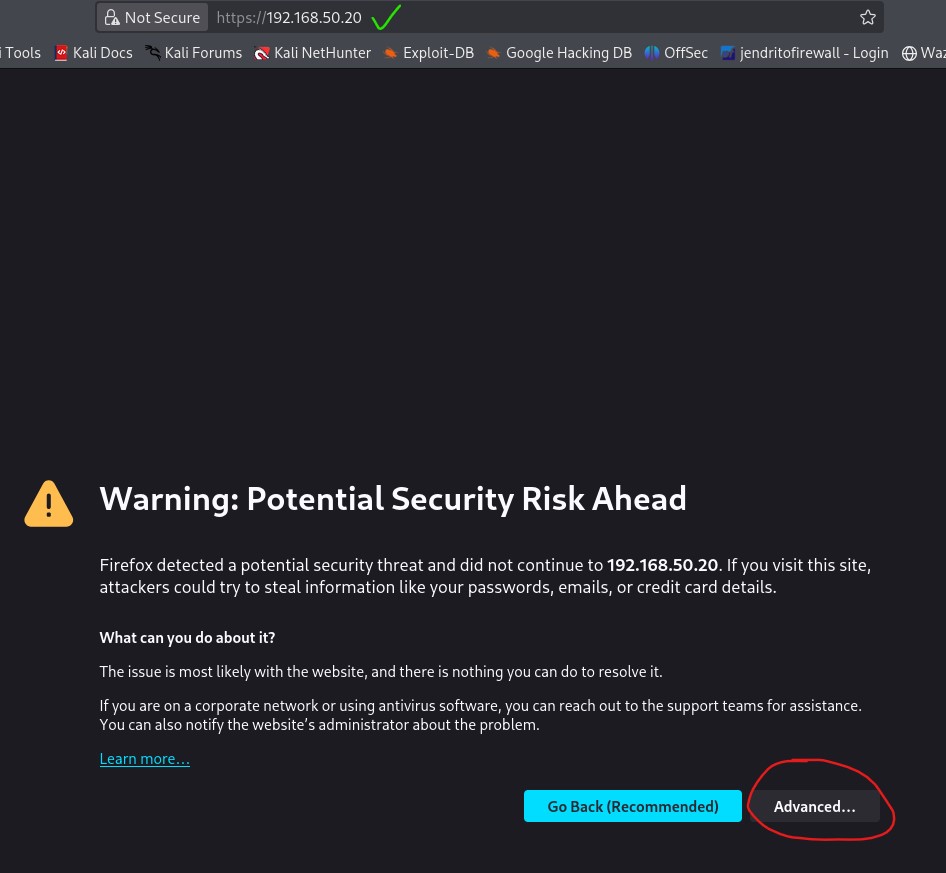 Not Secure https://192.168.50.20
i Tools Kali Docs Kali Forums Kali NetHunter Exploit-DB Google Hacking DB OffSec jendritofirewall - Login Waz
Warning: Potential Security Risk Ahead
Firefox detected a potential security threat and did not continue to 192.168.50.20. If you visit this site,
attackers could try to steal information like your passwords, emails, or credit card details.
What can you do about it?
The issue is most likely with the website, and there is nothing you can do to resolve it.
If you are on a corporate network or using antivirus software, you can reach out to the support teams for assistance.
You can also notify the website’s administrator about the problem.
Learn more…
Go Back (Recommended) Advanced…